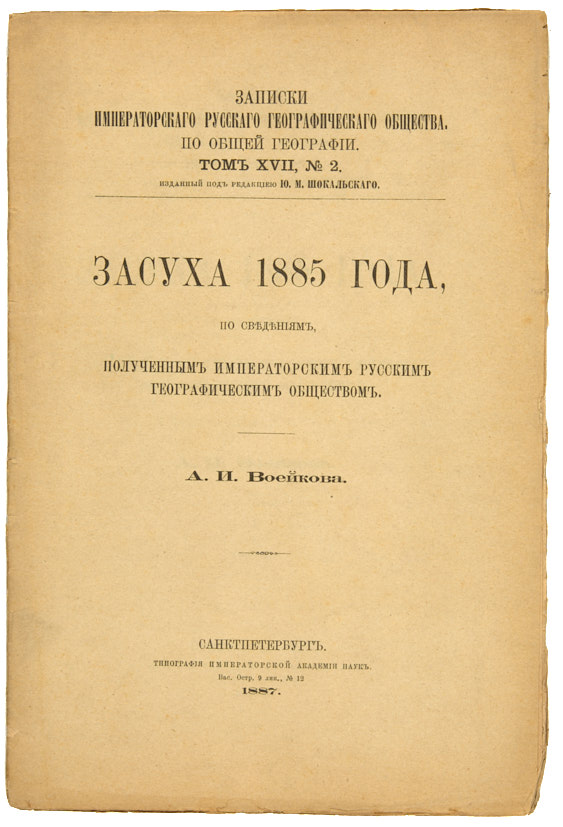 ЗАПИСКИ
ИМПЕРАТОРСКАГО РУССКАГО ГЕОГРАФИЧЕСКАГО ОБЩЕСТВА.
ПО ОБЩЕЙ ГЕОГРАФІИ.
ТОМЪ XVII, № 2.
ИЗДАННЫЙ ПОДЪ РЕДАКЦІЕЮ Ю. М. ШОКАЛЬСКАГО.
ЗАСУХА 1885 ГОДА,
ПО СВѢДѢНІЯМЪ,
ПОЛУЧЕННЫМЪ ИМПЕРАТОРСКИМЪ РУССКИМЪ
ГЕОГРАФИЧЕСКИМЪ ОБЩЕСТВОМЪ.
А. И. Воейкова.
САНКТПЕТЕРБУРГЪ.
ТИПОГРАФІЯ ИМПЕРАТОРСКОЙ АКАДЕМІИ НАУКЪ.
Вас. Остр. 9 лин., № 12
1887.